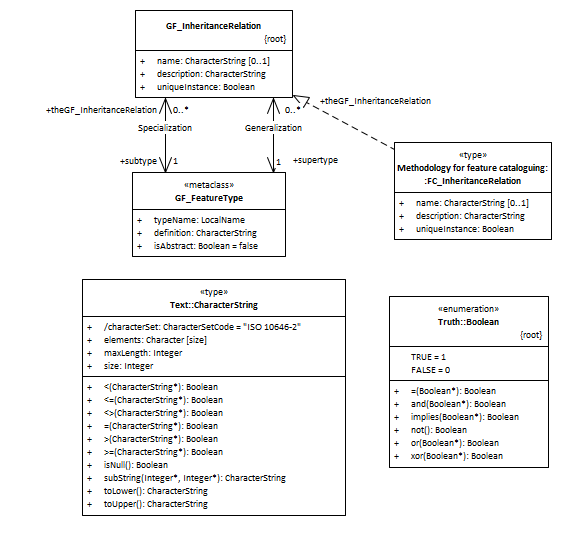 GF_InheritanceRelation
{root}
+ name: CharacterString [0..1]
+ description: CharacterString
+ uniqueInstance: Boolean
+theGF_InheritanceRelation 0..*
0..* +theGF_InheritanceRelation
Specialization
Generalization
+subtype 1
1 +supertype
«type»
Methodology for feature cataloguing:
:FC_InheritanceRelation
+ name: CharacterString [0..1]
+ description: CharacterString
+ uniqueInstance: Boolean
«metaclass»
GF_FeatureType
+ typeName: LocalName
+ definition: CharacterString
+ isAbstract: Boolean = false
«type»
Text::CharacterString
+ /characterSet: CharacterSetCode = "ISO 10646-2"
+ elements: Character [size]
+ maxLength: Integer
+ size: Integer
+ <(CharacterString*): Boolean
+ <=(CharacterString*): Boolean
+ <>(CharacterString*): Boolean
+ =(CharacterString*): Boolean
+ >(CharacterString*): Boolean
+ >=(CharacterString*): Boolean
+ isNull(): Boolean
+ subString(Integer*, Integer*): CharacterString
+ toLower(): CharacterString
+ toUpper(): CharacterString
«enumeration»
Truth::Boolean
{root}
TRUE = 1
FALSE = 0
+ =(Boolean*): Boolean
+ and(Boolean*): Boolean
+ implies(Boolean*): Boolean
+ not(): Boolean
+ or(Boolean*): Boolean
+ xor(Boolean*): Boolean